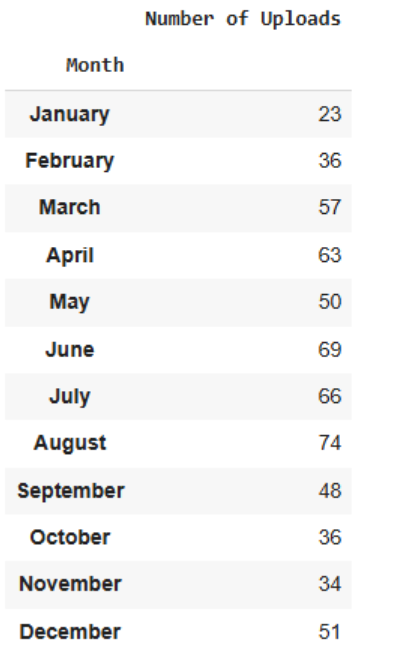 Number of Uploads
Month
January 23
February 36
March 57
April 63
May 50
June 69
July 66
August 74
September 48
October 36
November 34
December 51